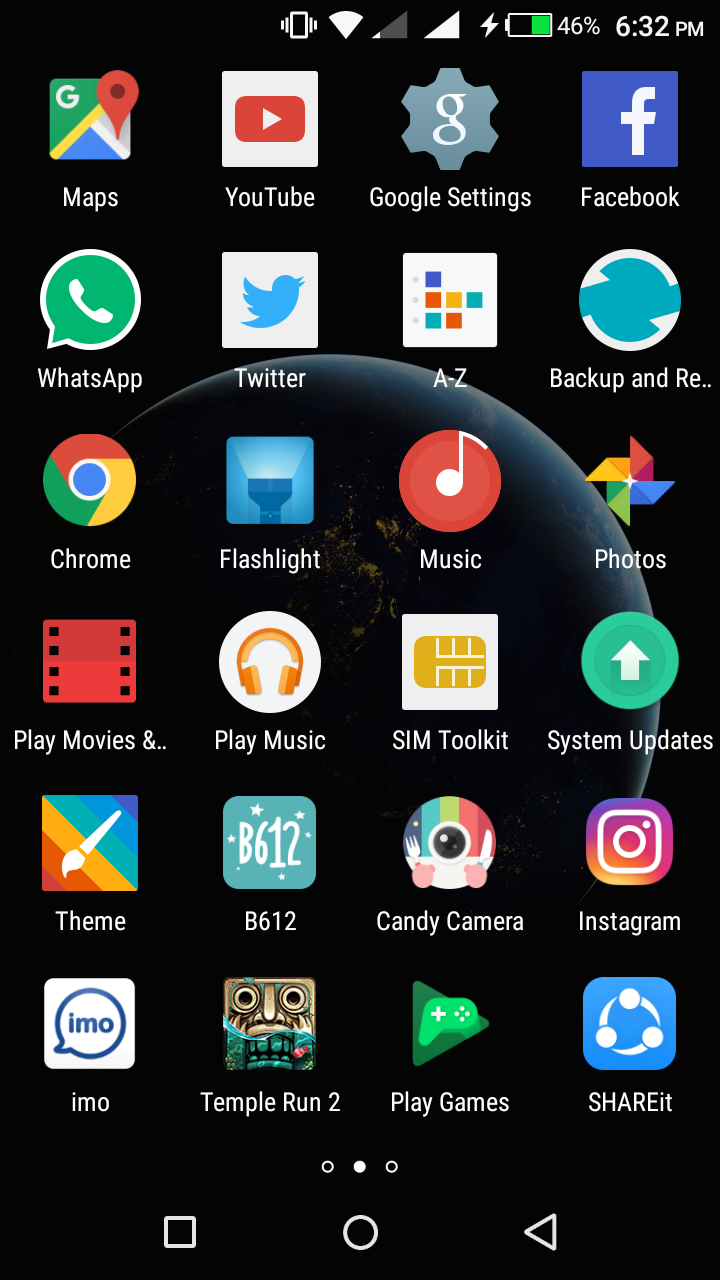 46% 6:32 PM
G g
Maps YouTube Google Settings Facebook
WhatsApp Twitter A-Z Backup and Re..
Chrome Flashlight Music Photos
Play Movies &.. Play Music SIM Toolkit System Updates
B612
Theme B612 Candy Camera Instagram
imo
imo Temple Run 2 Play Games SHAREit